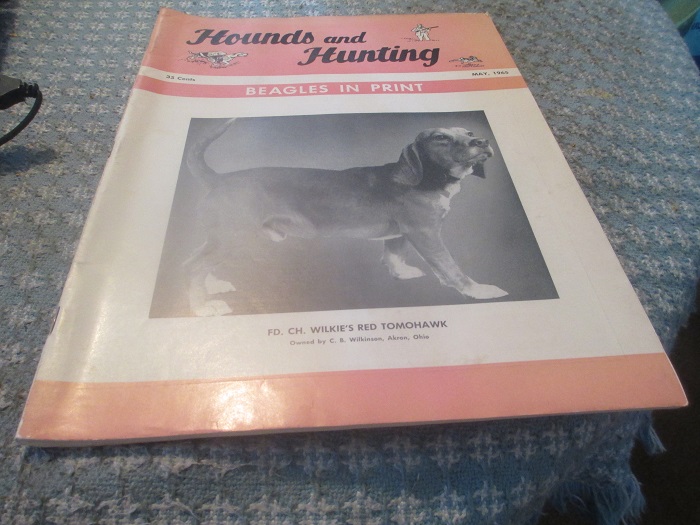 Hounds and
Hunting
35 Cents
MAY, 1965
BEAGLES IN PRINT
FD. CH. WILKIE'S RED TOMOHAWK
Owned by C. B. Wilkinson, Akron, Ohio